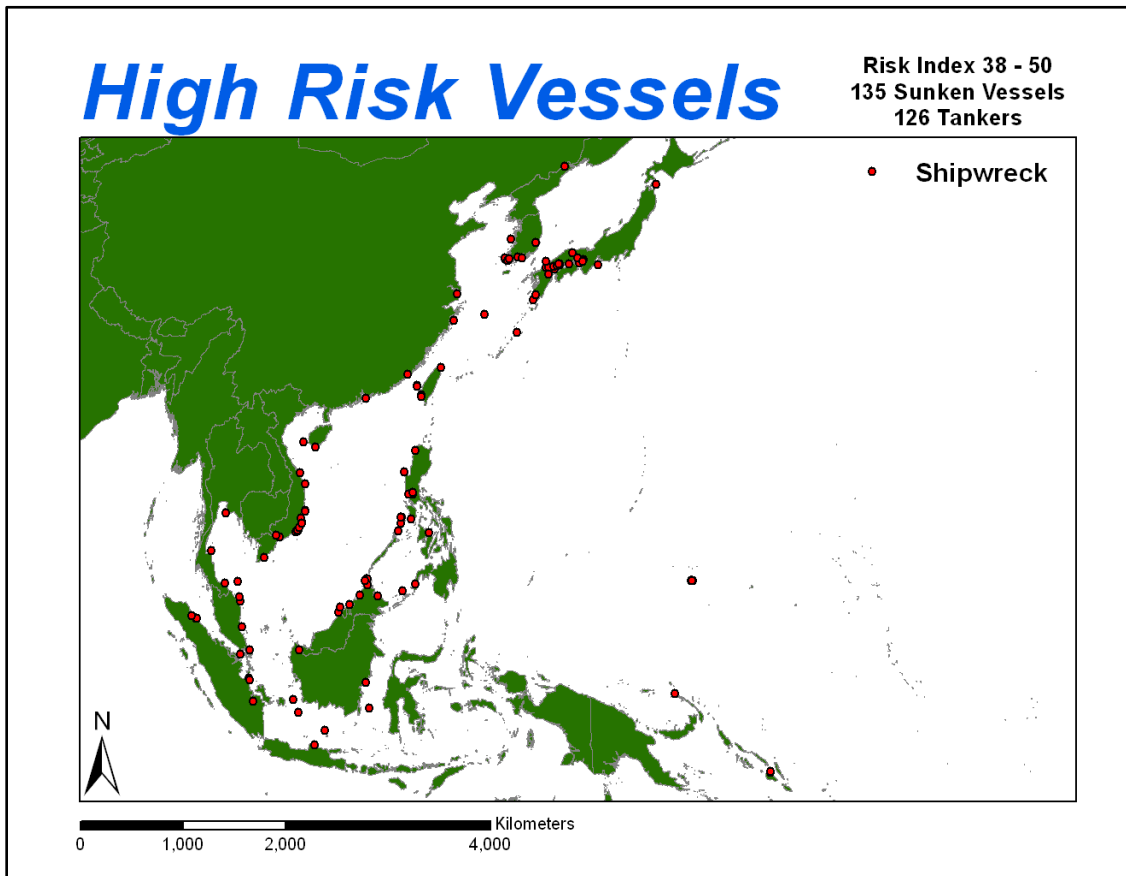 High Risk Vessels
Risk Index 38 - 50
135 Sunken Vessels
126 Tankers
Shipwreck
N
Kilometers
0 1,000 2,000 4,000